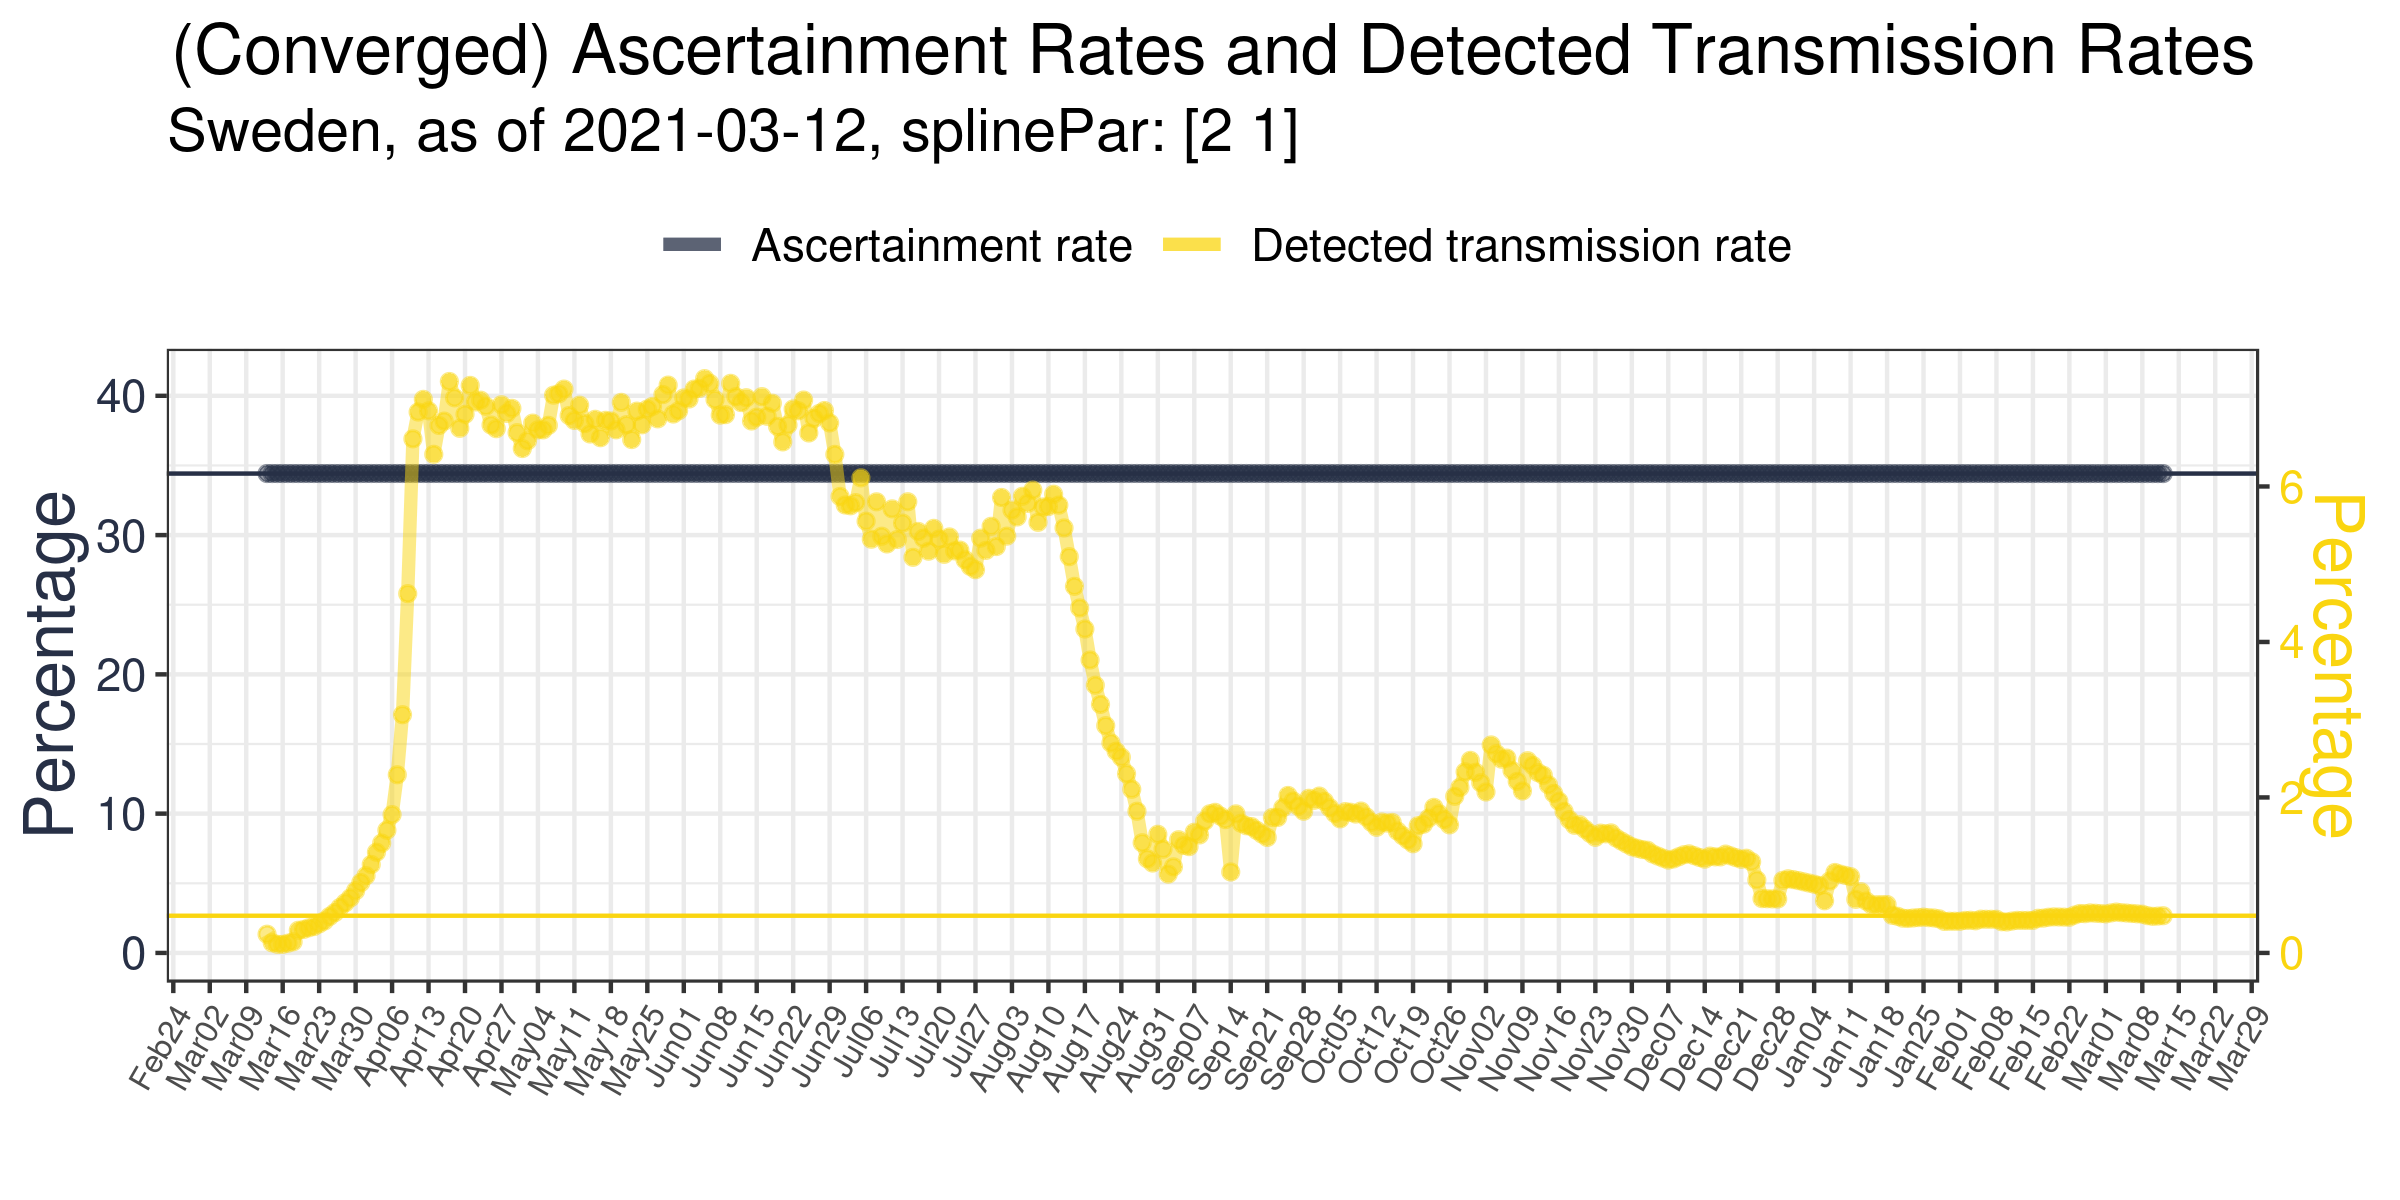 (Converged) Ascertainment Rates and Detected Transmission Rates
Sweden, as of 2021-03-12, splinePar: [2 1]
Ascertainment rate
Detected transmission rate
Percentage
40
30
20
10
0
6
4
2
0
Percentage
Feb24
Mar02
Mar09
Mar16
Mar23
Mar30
Apr06
Apr13
Apr20
Apr27
May04
May11
May18
May25
Jun01
Jun08
Jun15
Jun22
Jun29
Jul06
Jul13
Jul20
Jul27
Aug03
Aug10
Aug17
Aug24
Aug31
Sep07
Sep14
Sep21
Sep28
Oct05
Oct12
Oct19
Oct26
Nov02
Nov09
Nov16
Nov23
Nov30
Dec07
Dec14
Dec21
Dec28
Jan04
Jan11
Jan18
Jan25
Feb01
Feb08
Feb15
Feb22
Mar01
Mar08
Mar15
Mar22
Mar29